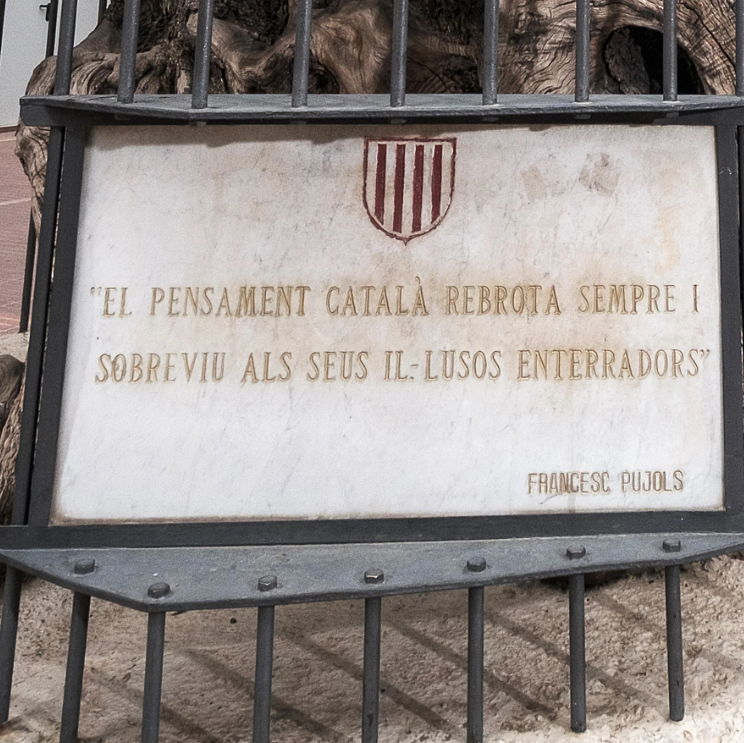 "EL PENSAMENT CATALÀ REBROTA SEMPRE I
SOBREVIU ALS SEUS IL·LUSOS ENTERRADORS"
FRANCESC PUJOLS